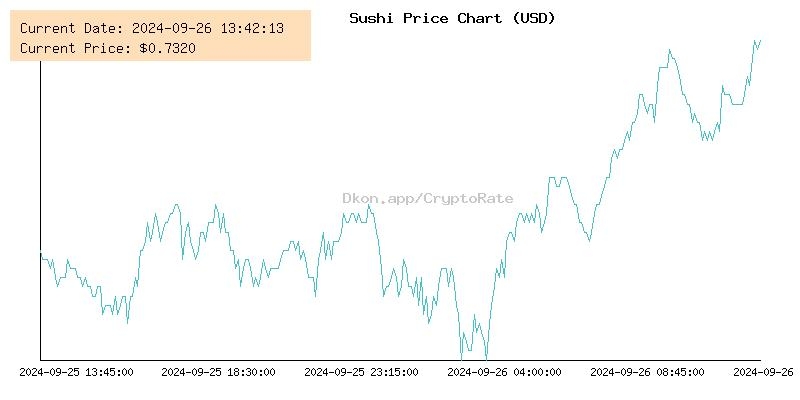 Sushi Price Chart (USD)
Current Date: 2024-09-26 13:42:13
Current Price: $0.7320
Dkon.app/CryptoRate
2024-09-25 13:45:00 2024-09-25 18:30:00 2024-09-25 23:15:00 2024-09-26 04:00:00 2024-09-26 08:45:00 2024-09-26